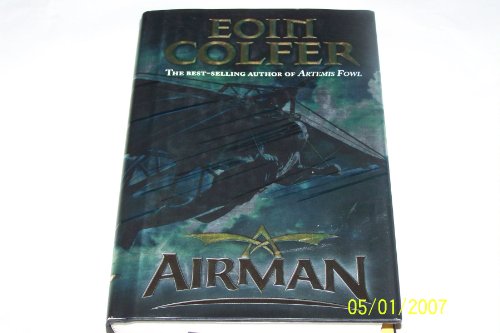 EOIN
COLFER
THE BEST-SELLING AUTHOR OF ARTEMIS FOWL
AIRMAN
05/01/2007